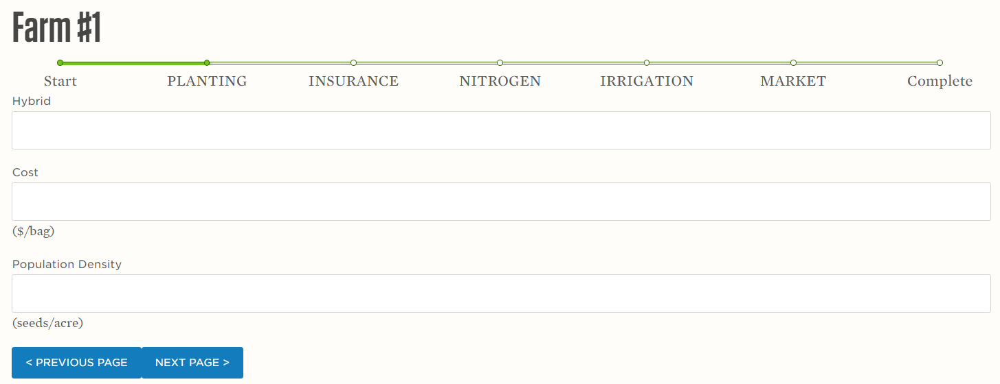 Farm #1
Start PLANTING INSURANCE NITROGEN IRRIGATION MARKET Complete
Hybrid
Cost
($/bag)
Population Density
(seeds/acre)
< PREVIOUS PAGE NEXT PAGE >